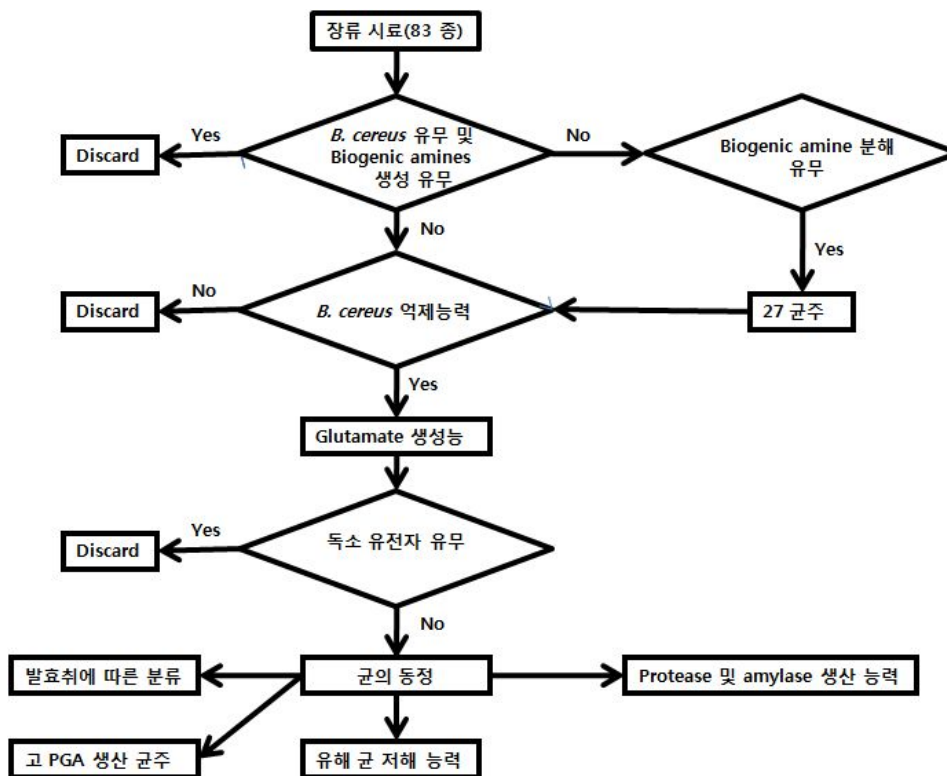 장류 시료(83 종)
Yes
B. cereus 유무 및
Biogenic amines
생성 유무
No
Biogenic amine 분해
유무
Discard
No
Yes
Discard
No
B. cereus 억제능력
27 균주
Yes
Glutamate 생성능
Yes
독소 유전자 유무
Discard
No
발효취에 따른 분류
균의 동정
Protease 및 amylase 생산 능력
고 PGA 생산 균주
유해 균 저해 능력